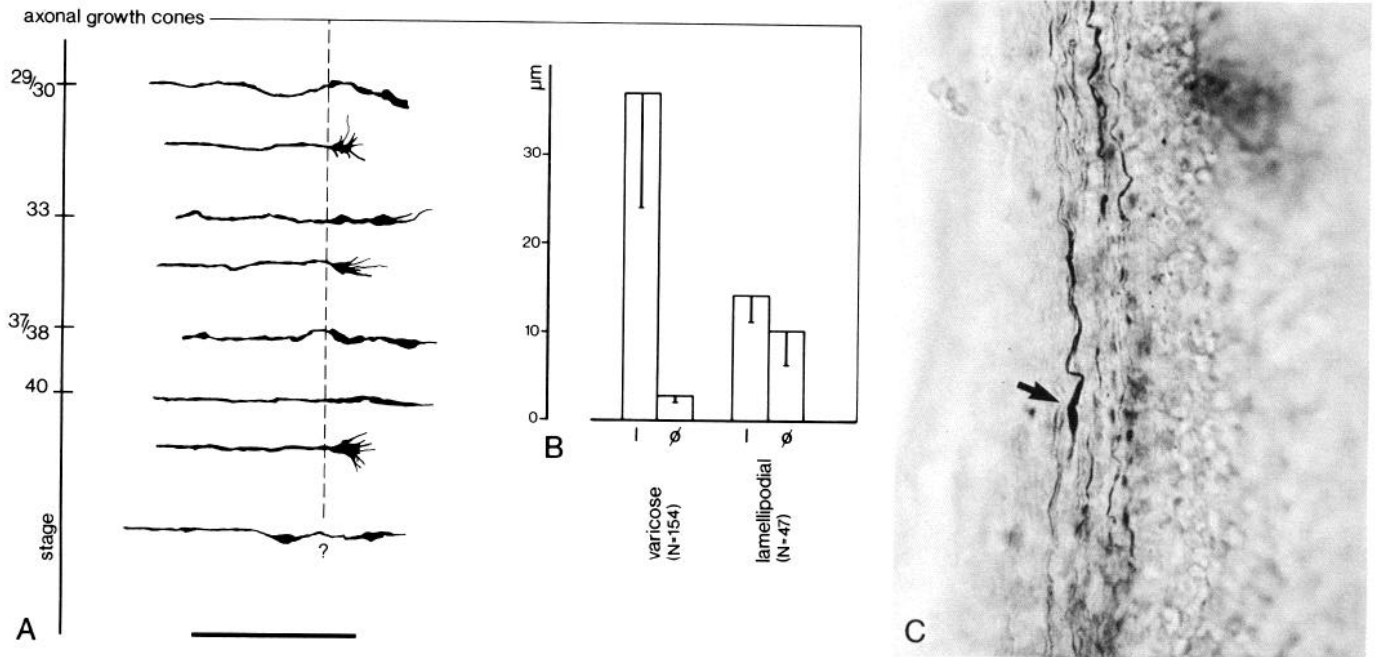 axonal growth cones
29/30
33
37/38
40
stage
?
A
µm
30
20
10
0
I
ø
I
ø
varicose
(N=154)
lamellipodial
(N=47)
B
C